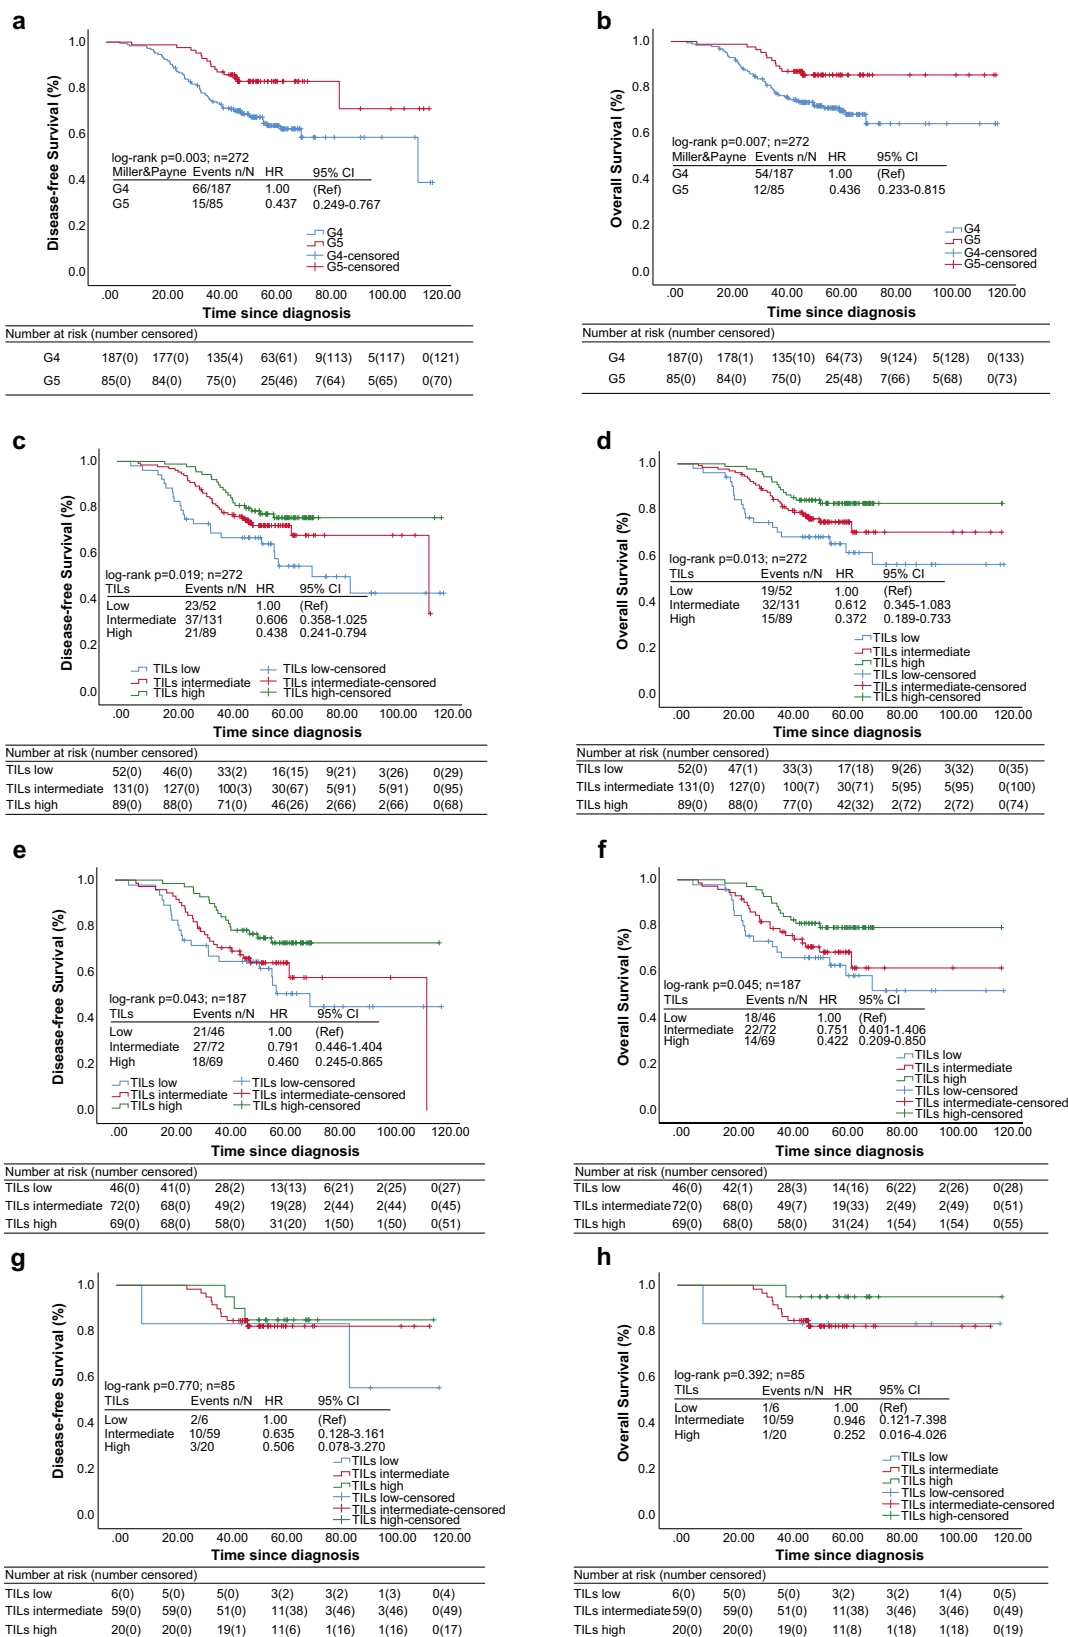 a
Disease-free Survival (%)
1.0
0.8
0.6
0.4
0.2
0.0
log-rank p=0.003; n=272
Miller&Payne Events n/N HR 95% CI
G4 66/187 1.00 (Ref)
G5 15/85 0.437 0.249-0.767
G4
G5
G4-censored
G5-censored
.00 20.00 40.00 60.00 80.00 100.00 120.00
Time since diagnosis
Number at risk (number censored)
G4 187(0) 177(0) 135(4) 63(61) 9(113) 5(117) 0(121)
G5 85(0) 84(0) 75(0) 25(46) 7(64) 5(65) 0(70)
b
Overall Survival (%)
1.0
0.8
0.6
0.4
0.2
0.0
log-rank p=0.007; n=272
Miller&Payne Events n/N HR 95% CI
G4 54/187 1.00 (Ref)
G5 12/85 0.436 0.233-0.815
G4
G5
G4-censored
G5-censored
.00 20.00 40.00 60.00 80.00 100.00 120.00
Time since diagnosis
Number at risk (number censored)
G4 187(0) 178(1) 135(10) 64(73) 9(124) 5(128) 0(133)
G5 85(0) 84(0) 75(0) 25(48) 7(66) 5(68) 0(73)
c
Disease-free Survival (%)
1.0
0.8
0.6
0.4
0.2
0.0
log-rank p=0.019; n=272
TILs Events n/N HR 95% CI
Low 23/52 1.00 (Ref)
Intermediate 37/131 0.606 0.358-1.025
High 21/89 0.438 0.241-0.794
TILs low TILs low-censored
TILs intermediate TILs intermediate-censored
TILs high TILs high-censored
.00 20.00 40.00 60.00 80.00 100.00 120.00
Time since diagnosis
Number at risk (number censored)
TILs low 52(0) 46(0) 33(2) 16(15) 9(21) 3(26) 0(29)
TILs intermediate 131(0) 127(0) 100(3) 30(67) 5(91) 5(91) 0(95)
TILs high 89(0) 88(0) 71(0) 46(26) 2(66) 2(66) 0(68)
d
Overall Survival (%)
1.0
0.8
0.6
0.4
0.2
0.0
log-rank p=0.013; n=272
TILs Events n/N HR 95% CI
Low 19/52 1.00 (Ref)
Intermediate 32/131 0.612 0.345-1.083
High 15/89 0.372 0.189-0.733
TILs low
TILs intermediate
TILs high
TILs low-censored
TILs intermediate-censored
TILs high-censored
.00 20.00 40.00 60.00 80.00 100.00 120.00
Time since diagnosis
Number at risk (number censored)
TILs low 52(0) 47(1) 33(3) 17(18) 9(26) 3(32) 0(35)
TILs intermediate 131(0) 127(0) 100(7) 30(71) 5(95) 5(95) 0(100)
TILs high 89(0) 88(0) 77(0) 42(32) 2(72) 2(72) 0(74)
e
Disease-free Survival (%)
1.0
0.8
0.6
0.4
0.2
0.0
log-rank p=0.043; n=187
TILs Events n/N HR 95% CI
Low 21/46 1.00 (Ref)
Intermediate 27/72 0.791 0.446-1.404
High 18/69 0.460 0.245-0.865
TILs low TILs low-censored
TILs intermediate TILs intermediate-censored
TILs high TILs high-censored
.00 20.00 40.00 60.00 80.00 100.00 120.00
Time since diagnosis
Number at risk (number censored)
TILs low 46(0) 41(0) 28(2) 13(13) 6(21) 2(25) 0(27)
TILs intermediate 72(0) 68(0) 49(2) 19(28) 2(44) 2(44) 0(45)
TILs high 69(0) 68(0) 58(0) 31(20) 1(50) 1(50) 0(51)
f
Overall Survival (%)
1.0
0.8
0.6
0.4
0.2
0.0
log-rank p=0.045; n=187
TILs Events n/N HR 95% CI
Low 18/46 1.00 (Ref)
Intermediate 22/72 0.751 0.401-1.406
High 14/69 0.422 0.209-0.850
TILs low
TILs intermediate
TILs high
TILs low-censored
TILs intermediate-censored
TILs high-censored
.00 20.00 40.00 60.00 80.00 100.00 120.00
Time since diagnosis
Number at risk (number censored)
TILs low 46(0) 42(1) 28(3) 14(16) 6(22) 2(26) 0(28)
TILs intermediate 72(0) 68(0) 49(7) 19(33) 2(49) 2(49) 0(51)
TILs high 69(0) 68(0) 58(0) 31(24) 1(54) 1(54) 0(55)
g
Disease-free Survival (%)
1.0
0.8
0.6
0.4
0.2
0.0
log-rank p=0.770; n=85
TILs Events n/N HR 95% CI
Low 2/6 1.00 (Ref)
Intermediate 10/59 0.635 0.128-3.161
High 3/20 0.506 0.078-3.270
TILs low
TILs intermediate
TILs high
TILs low-censored
TILs intermediate-censored
TILs high-censored
.00 20.00 40.00 60.00 80.00 100.00 120.00
Time since diagnosis
Number at risk (number censored)
TILs low 6(0) 5(0) 5(0) 3(2) 3(2) 1(3) 0(4)
TILs intermediate 59(0) 59(0) 51(0) 11(38) 3(46) 3(46) 0(49)
TILs high 20(0) 20(0) 19(1) 11(6) 1(16) 1(16) 0(17)
h
Overall Survival (%)
1.0
0.8
0.6
0.4
0.2
0.0
log-rank p=0.392; n=85
TILs Events n/N HR 95% CI
Low 1/6 1.00 (Ref)
Intermediate 10/59 0.946 0.121-7.398
High 1/20 0.252 0.016-4.026
TILs low
TILs intermediate
TILs high
TILs low-censored
TILs intermediate-censored
TILs high-censored
.00 20.00 40.00 60.00 80.00 100.00 120.00
Time since diagnosis
Number at risk (number censored)
TILs low 6(0) 5(0) 5(0) 3(2) 3(2) 1(4) 0(5)
TILs intermediate 59(0) 59(0) 51(0) 11(38) 3(46) 3(46) 0(49)
TILs high 20(0) 20(0) 19(0) 11(8) 1(18) 1(18) 0(19)